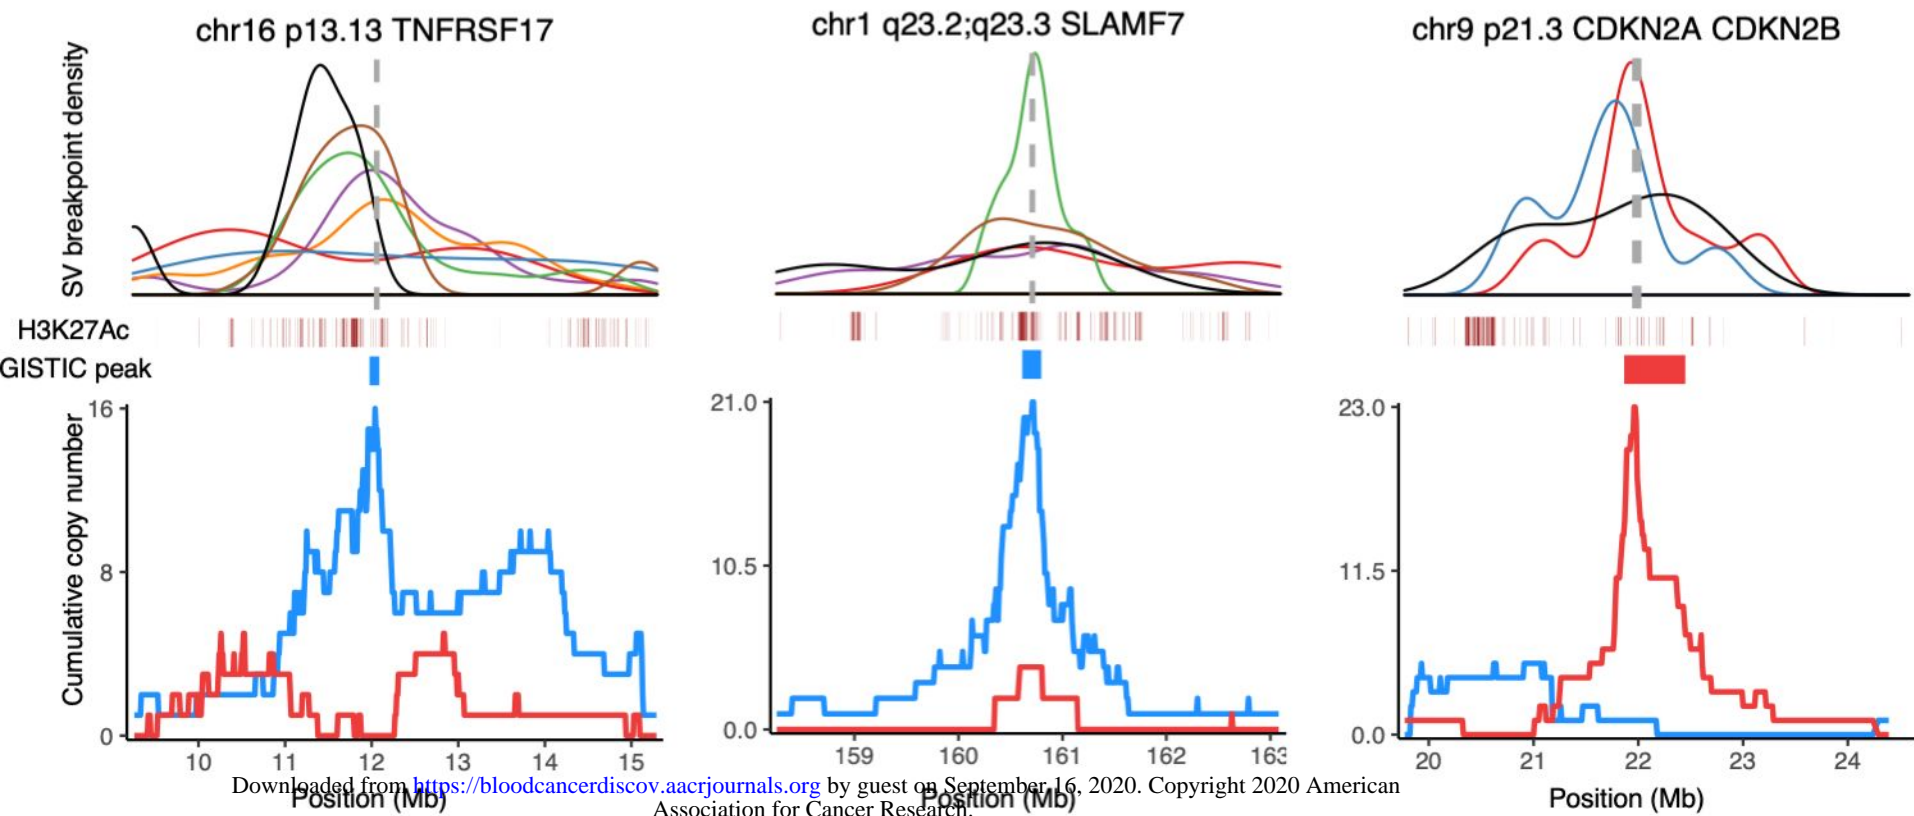 chr16 p13.13 TNFRSF17
chr1 q23.2;q23.3 SLAMF7
chr9 p21.3 CDKN2A CDKN2B
SV breakpoint density
H3K27Ac
GISTIC peak
Cumulative copy number
16
8
0
10 11 12 13 14 15
Position (Mb)
21.0
10.5
0.0
159 160 161 162 163
Position (Mb)
23.0
11.5
0.0
20 21 22 23 24
Position (Mb)
Downloaded from https://bloodcancerdiscov.aacrjournals.org by guest on September 16, 2020. Copyright 2020 American
Association for Cancer Research.